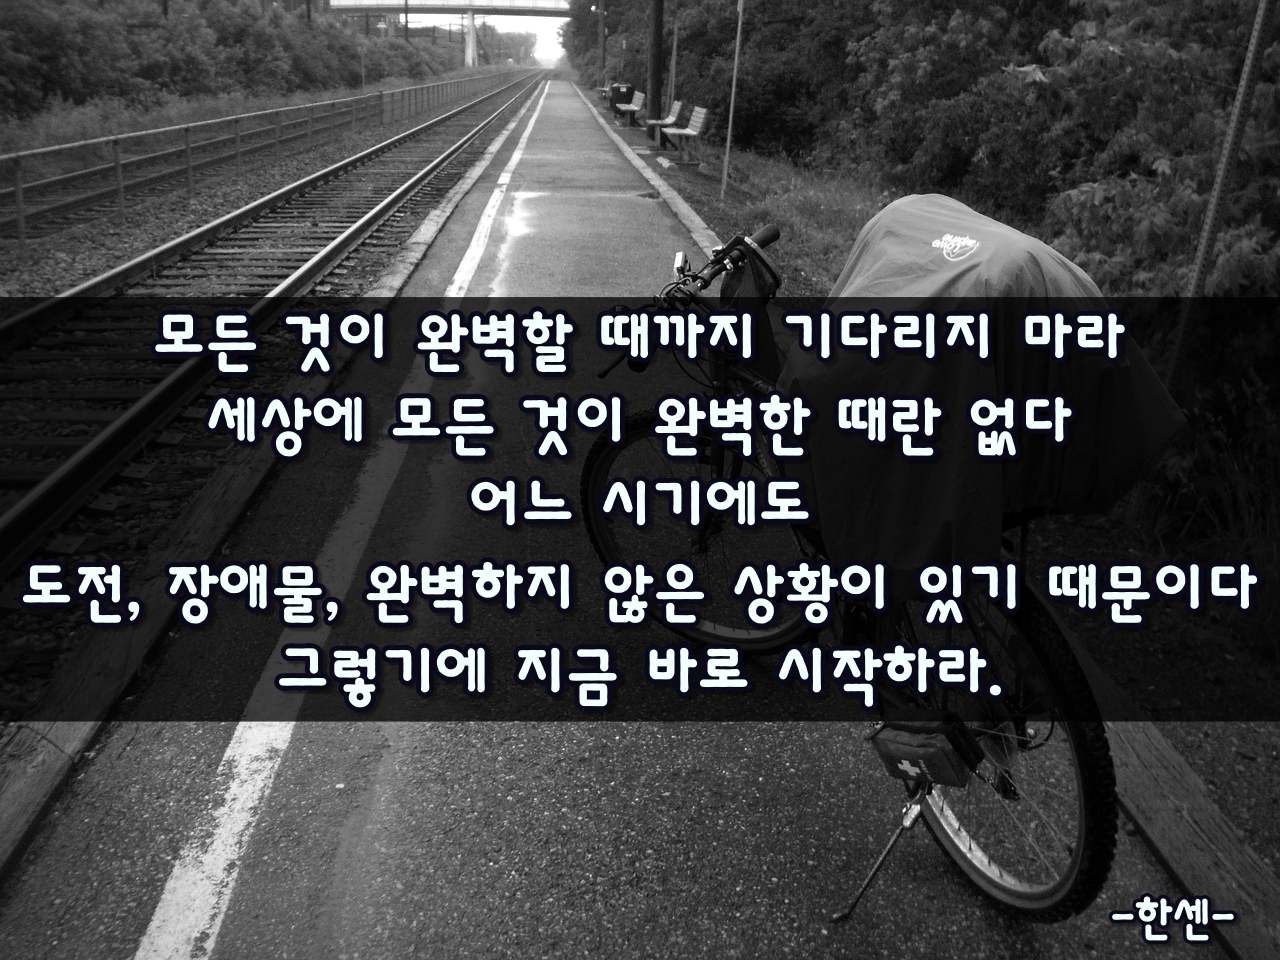 모든 것이 완벽할 때까지 기다리지 마라
세상에 모든 것이 완벽한 때란 없다
어느 시기에도
도전, 장애물, 완벽하지 않은 상황이 있기 때문이다
그렇기에 지금 바로 시작하라.
-한센-